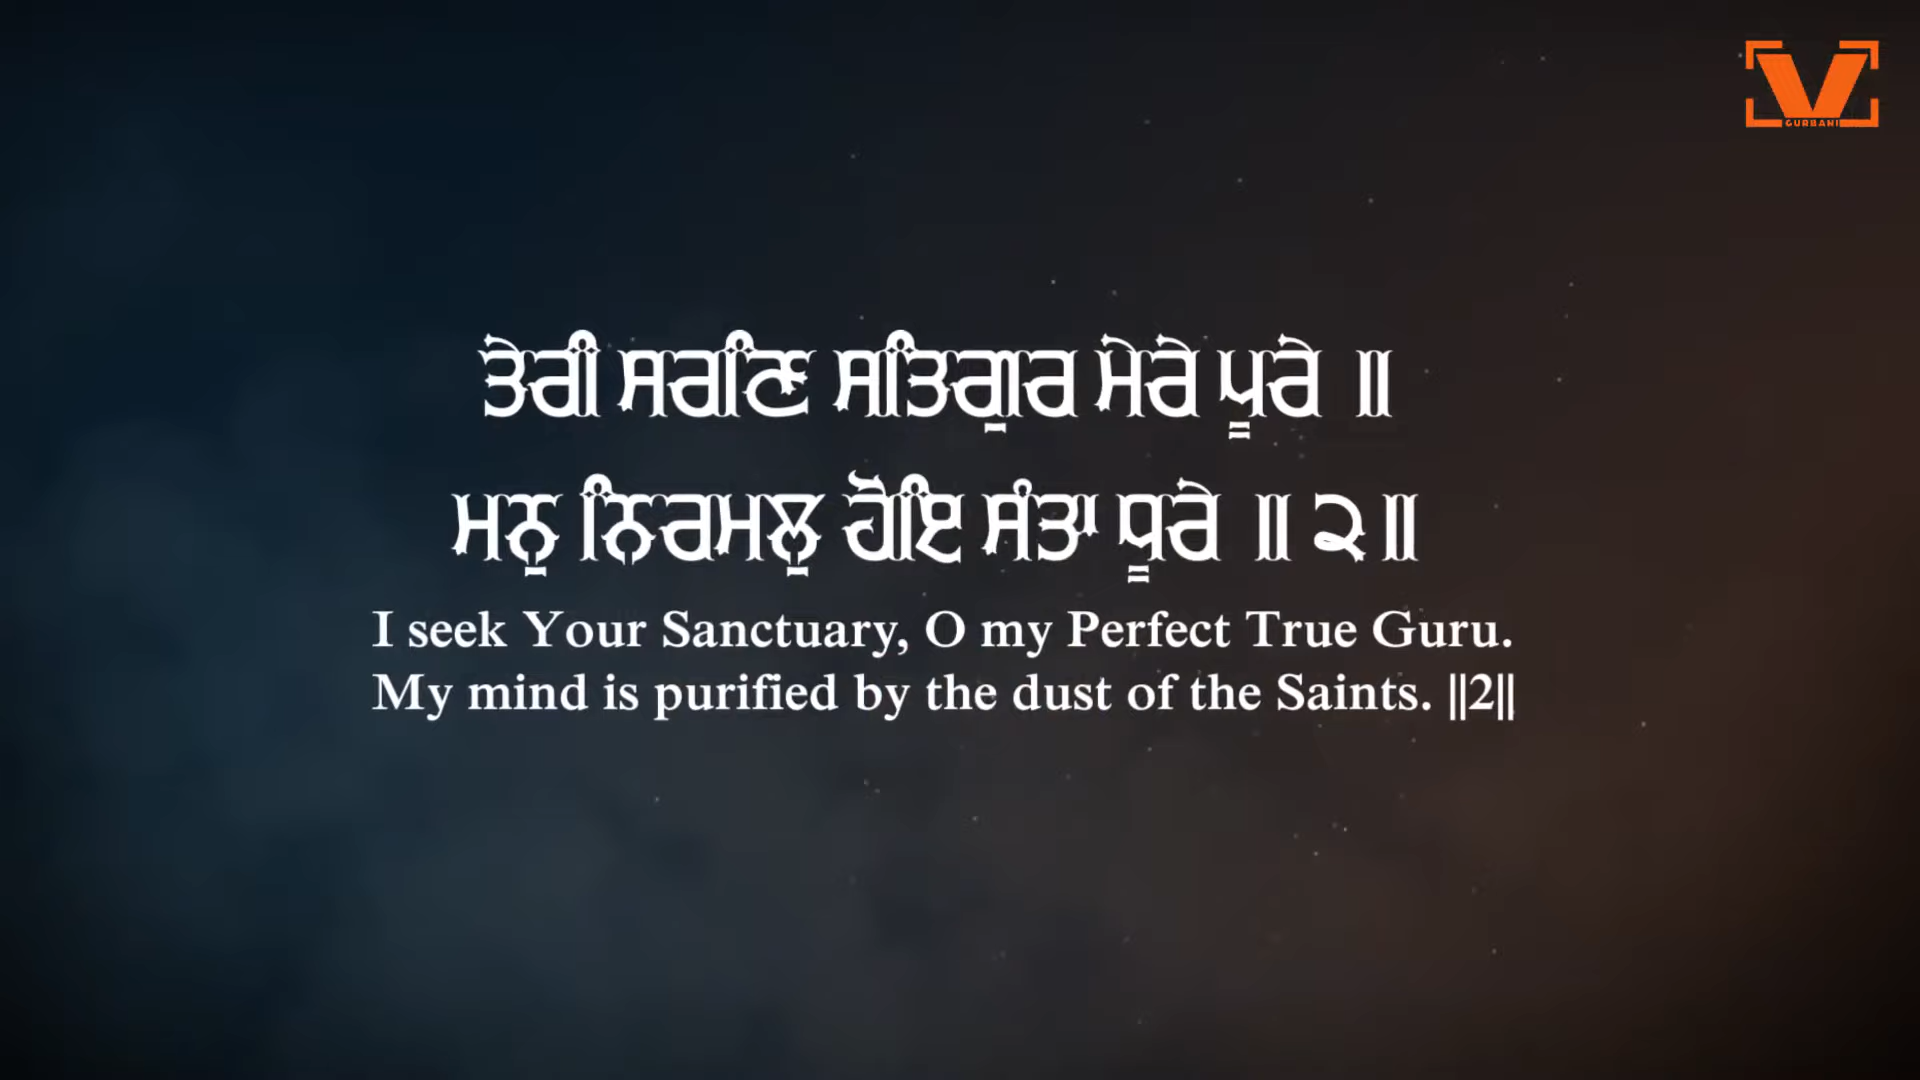 GURBANI
ਤੇਰੀ ਸਰਣਿ ਸਤਿਗੁਰ ਮੇਰੇ ਪੂਰੇ ॥
ਮਨੁ ਨਿਰਮਲੁ ਹੋਇ ਸੰਤਾ ਧੂਰੇ ॥੨॥
I seek Your Sanctuary, O my Perfect True Guru.
My mind is purified by the dust of the Saints. ||2||